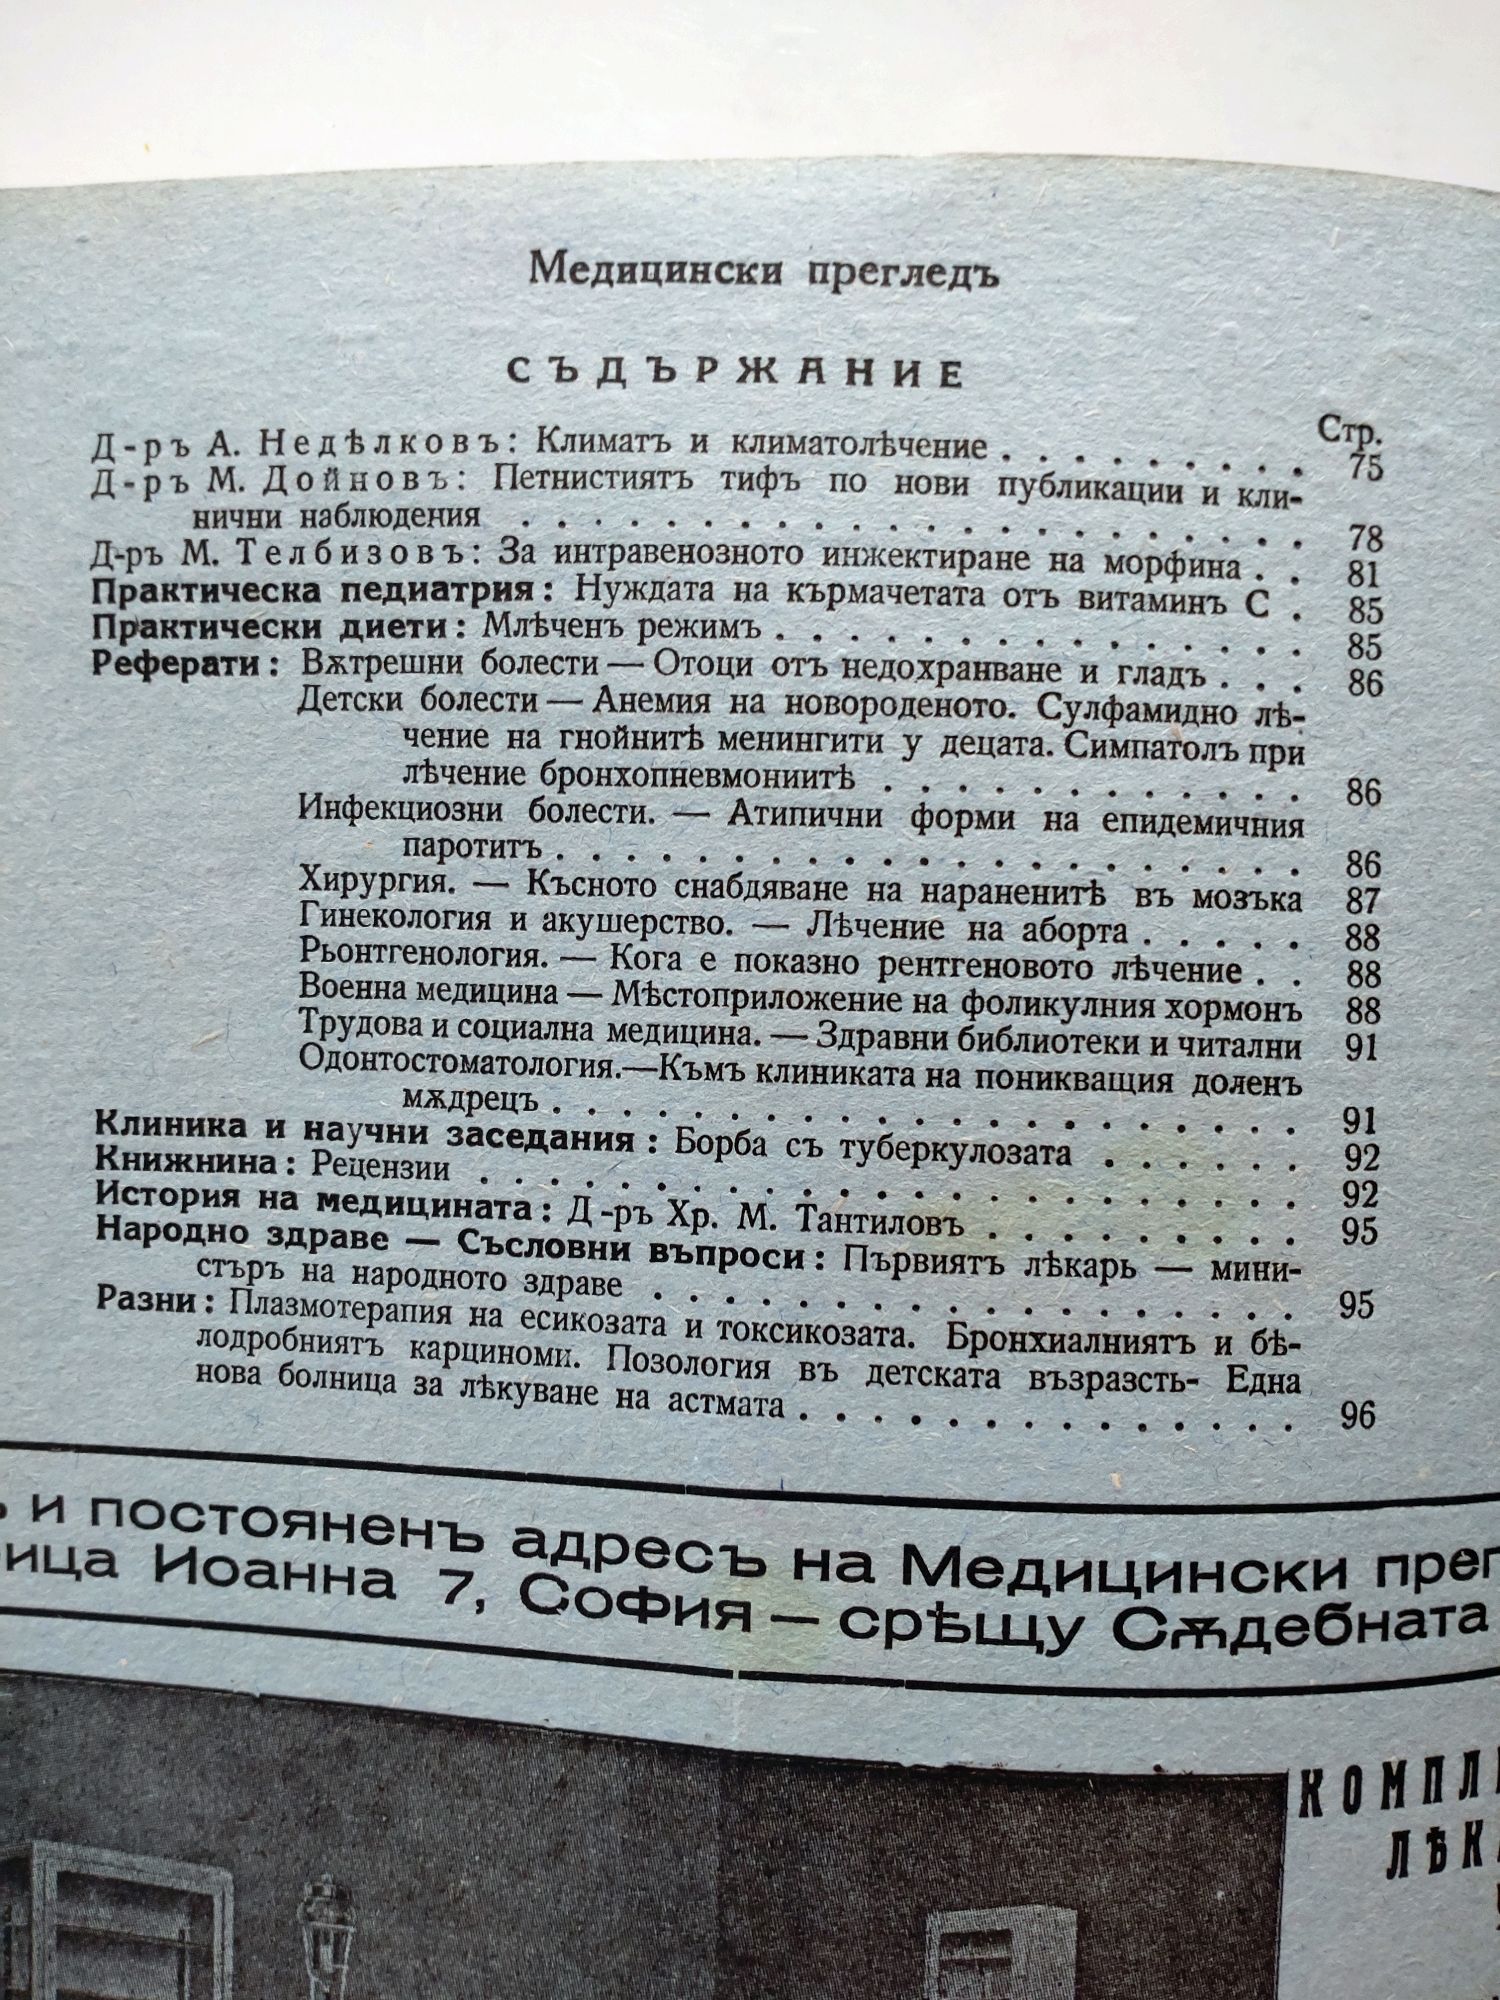 Медицински прегледъ
СЪДЪРЖАНИЕ
Стр.
Д-ръ А. Недѣлковъ: Климатъ и климатолѣчение . . . . . . . . . 75
Д-ръ М. Дойновъ: Петнистиятъ тифъ по нови публикации и кли-
нични наблюдения . . . . . . . . . . . . . . . . . . . . . . 78
Д-ръ М. Телбизовъ: За интравенозното инжектиране на морфина . . 81
Практическа педиатрия: Нуждата на кърмачетата отъ витаминъ С . 85
Практически диети: Млѣченъ режимъ . . . . . . . . . . . . . . . 85
Реферати: Вѫтрешни болести — Отоци отъ недохранване и гладъ . . . 86
Детски болести — Анемия на новороденото. Сулфамидно лѣ-
чение на гнойнитѣ менингити у децата. Симпатолъ при
лѣчение бронхопневмониитѣ . . . . . . . . . . . . 86
Инфекциозни болести. — Атипични форми на епидемичния
паротитъ . . . . . . . . . . . . . . . . . . . . . 86
Хирургия. — Късното снабдяване на нараненитѣ въ мозъка 87
Гинекология и акушерство. — Лѣчение на аборта . . . . . 88
Рьонтгенология. — Кога е показно рентгеновото лѣчение . . 88
Военна медицина — Мѣстоприложение на фоликулния хормонъ 88
Трудова и социална медицина. — Здравни библиотеки и читални 91
Одонтостоматология.—Къмъ клиниката на поникващия доленъ
мѫдрецъ . . . . . . . . . . . . . . . . . . . . . 91
Клиника и научни заседания: Борба съ туберкулозата . . . . . . 92
Книжнина: Рецензии . . . . . . . . . . . . . . . . . . . . . . . 92
История на медицината: Д-ръ Хр. М. Тантиловъ . . . . . . . . . 95
Народно здраве — Съсловни въпроси: Първиятъ лѣкарь — мини-
стъръ на народното здраве . . . . . . . . . . . . . . . . . . 95
Разни: Плазмотерапия на есикозата и токсикозата. Бронхиалниятъ и бѣ-
лодробниятъ карциноми. Позология въ детската възразсть- Една
нова болница за лѣкуване на астмата . . . . . . . . . . . . . . 96
и постояненъ адресъ на Медицински прег
Иоанна 7, София — срѣщу Сѫдебната
КОМПЛ
ЛѢК